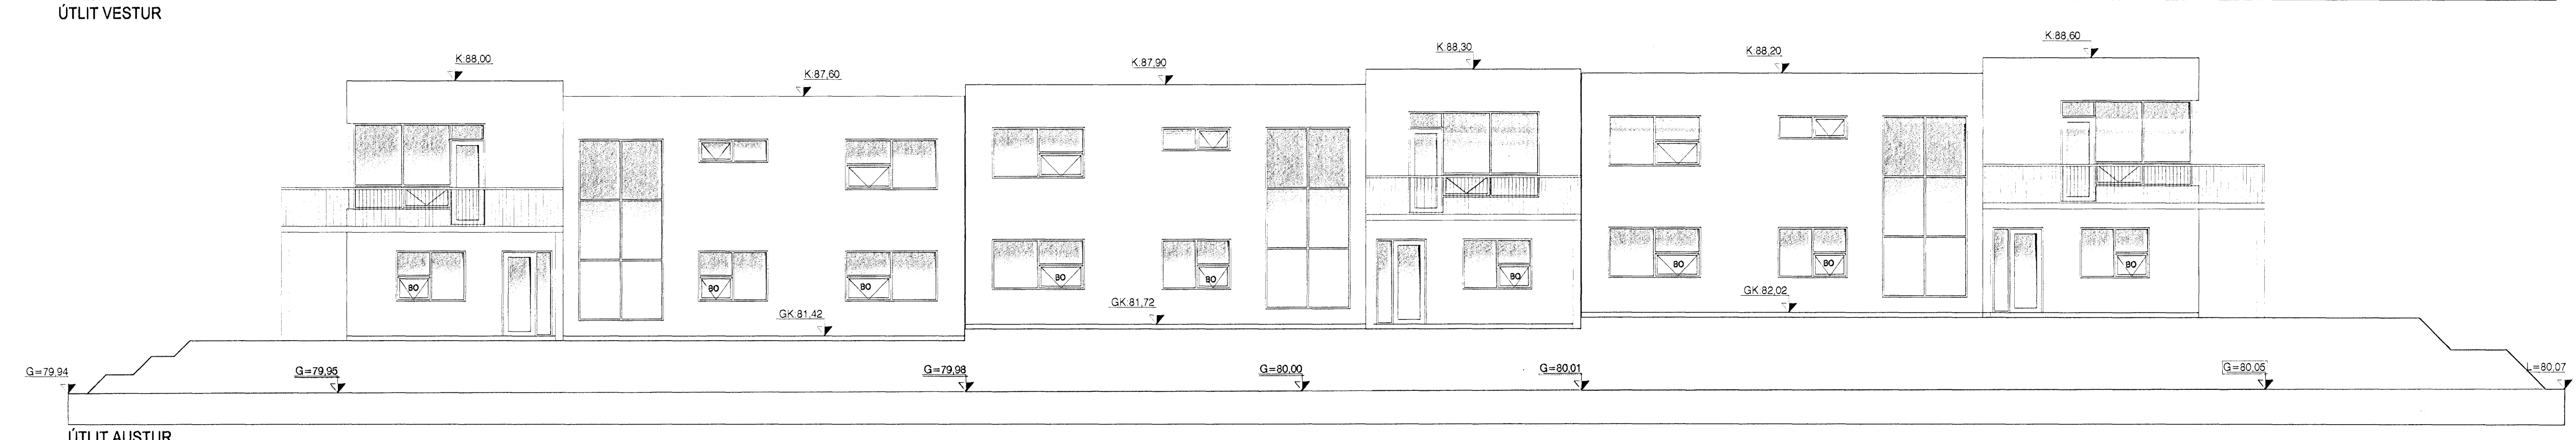 ÚTLIT VESTUR
K:88,00
K:87,60
K:87,90
K:88,30
K:88,20
K:88,60
BO
BO
BO
BO
BO
BO
BO
BO
BO
GK:81,42
GK:81,72
GK:82,02
G=79,94
G=79,95
G=79,98
G=80,00
G=80,01
G=80,05
L=80,07
ÚTLIT AUSTUR